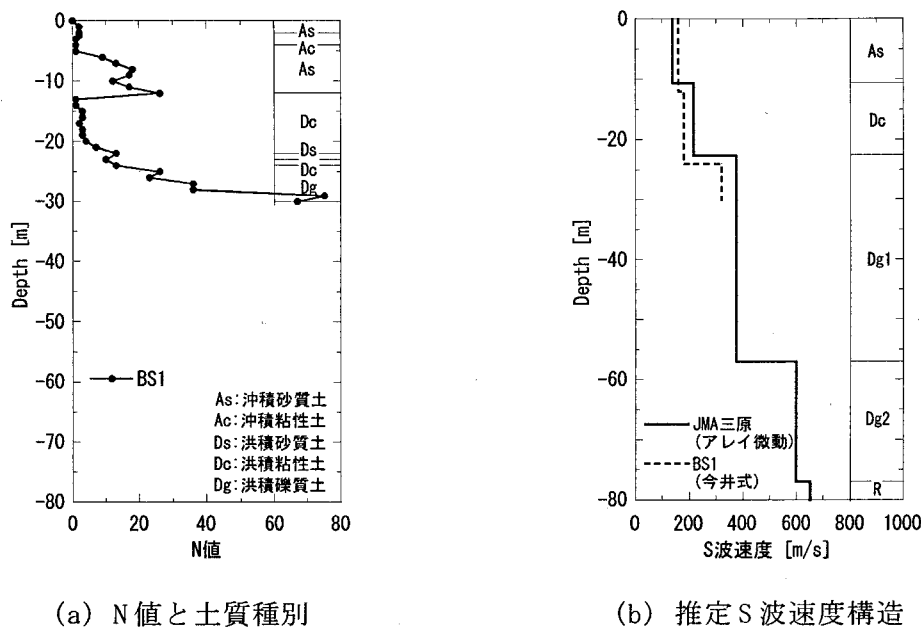 0
-10
-20
-30
-40
-50
-60
-70
-80
Depth [m]
0 20 40 60 80
N値
As
Ac
As
Dc
Ds
Dc
Dg
BS1
As:沖積砂質土
Ac:沖積粘性土
Ds:洪積砂質土
Dc:洪積粘性土
Dg:洪積礫質土
(a) N値と土質種別
0
-20
-40
-60
-80
Depth [m]
0 200 400 600 800 1000
S波速度 [m/s]
As
Dc
Dg1
Dg2
R
JMA三原
(アレイ微動)
BS1
(今井式)
(b) 推定S波速度構造